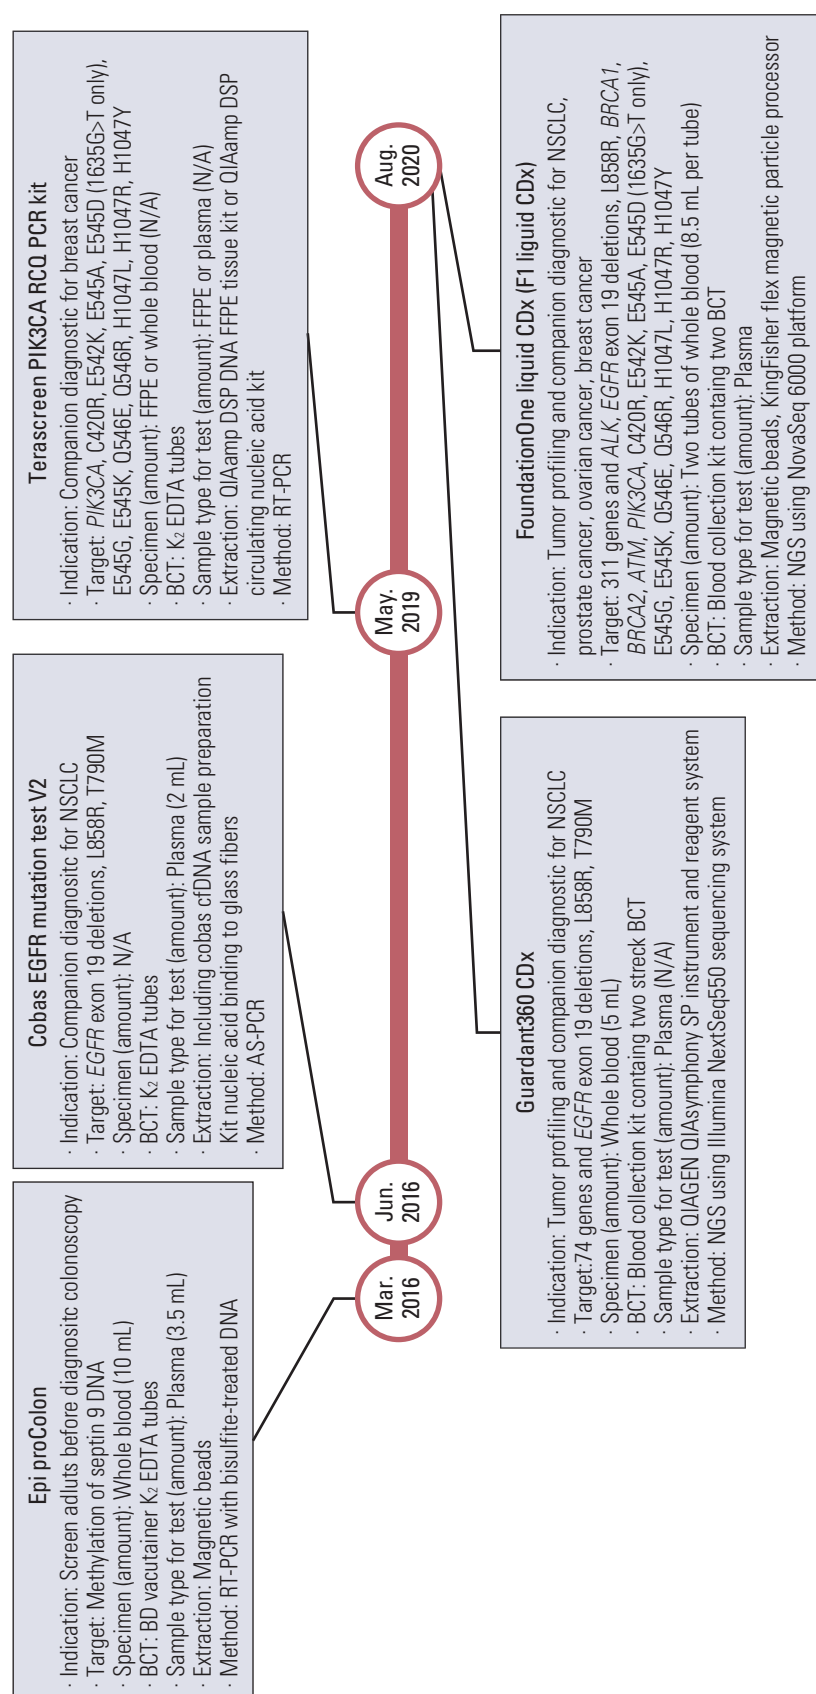 Epi proColon
· Indication: Screen adluts before diagnositc colonoscopy
· Target: Methylation of septin 9 DNA
· Specimen (amount): Whole blood (10 mL)
· BCT: BD vacutainer K₂ EDTA tubes
· Sample type for test (amount): Plasma (3.5 mL)
· Extraction: Magnetic beads
· Method: RT-PCR with bisulfite-treated DNA
Cobas EGFR mutation test V2
· Indication: Companion diagnositc for NSCLC
· Target: EGFR exon 19 deletions, L858R, T790M
· Specimen (amount): N/A
· BCT: K₂ EDTA tubes
· Sample type for test (amount): Plasma (2 mL)
· Extraction: Including cobas cfDNA sample preparation
Kit nucleic acid binding to glass fibers
· Method: AS-PCR
Terascreen PIK3CA RCQ PCR kit
· Indication: Companion diagnostic for breast cancer
· Target: PIK3CA, C420R, E542K, E545A, E545D (1635G>T only),
E545G, E545K, Q546E, Q546R, H1047L, H1047R, H1047Y
· Specimen (amount): FFPE or whole blood (N/A)
· BCT: K₂ EDTA tubes
· Sample type for test (amount): FFPE or plasma (N/A)
· Extraction: QIAamp DSP DNA FFPE tissue kit or QIAamp DSP
circulating nucleic acid kit
· Method: RT-PCR
Mar.
2016
Jun.
2016
May.
2019
Aug.
2020
Guardant360 CDx
· Indication: Tumor profiling and companion diagnostic for NSCLC
· Target:74 genes and EGFR exon 19 deletions, L858R, T790M
· Specimen (amount): Whole blood (5 mL)
· BCT: Blood collection kit containg two streck BCT
· Sample type for test (amount): Plasma (N/A)
· Extraction: QIAGEN QIAsymphony SP instrument and reagent system
· Method: NGS using Illumina NextSeq550 sequencing system
FoundationOne liquid CDx (F1 liguid CDx)
· Indication: Tumor profiling and companion diagnostic for NSCLC,
prostate cancer, ovarian cancer, breast cancer
· Target: 311 genes and ALK, EGFR exon 19 deletions, L858R, BRCA1,
BRCA2, ATM, PIK3CA, C420R, E542K, E545A, E545D (1635G>T only),
E545G, E545K, Q546E, Q546R, H1047L, H1047R, H1047Y
· Specimen (amount): Two tubes of whole blood (8.5 mL per tube)
· BCT: Blood collection kit containg two BCT
· Sample type for test (amount): Plasma
· Extraction: Magnetic beads, KingFisher flex magnetic particle processor
· Method: NGS using NovaSeq 6000 platform